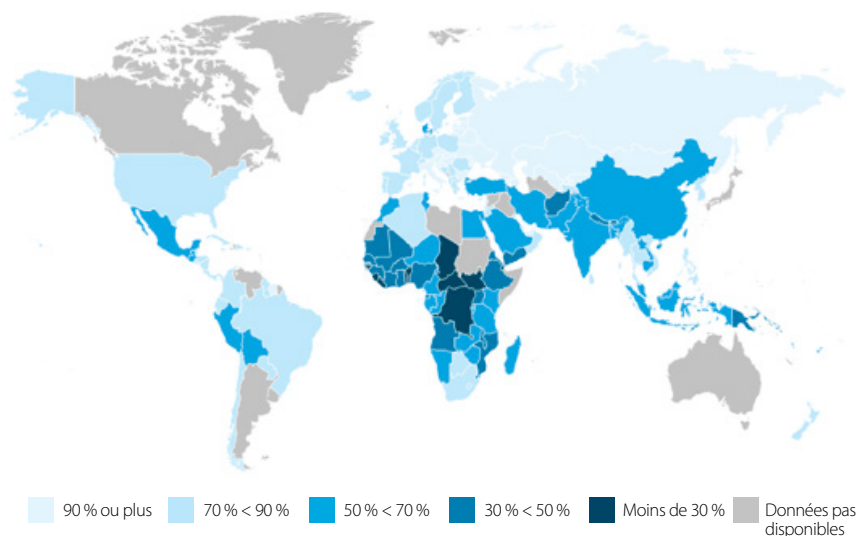 90 % ou plus
70 % < 90 %
50 % < 70 %
30 % < 50 %
Moins de 30 %
Données pas
disponibles